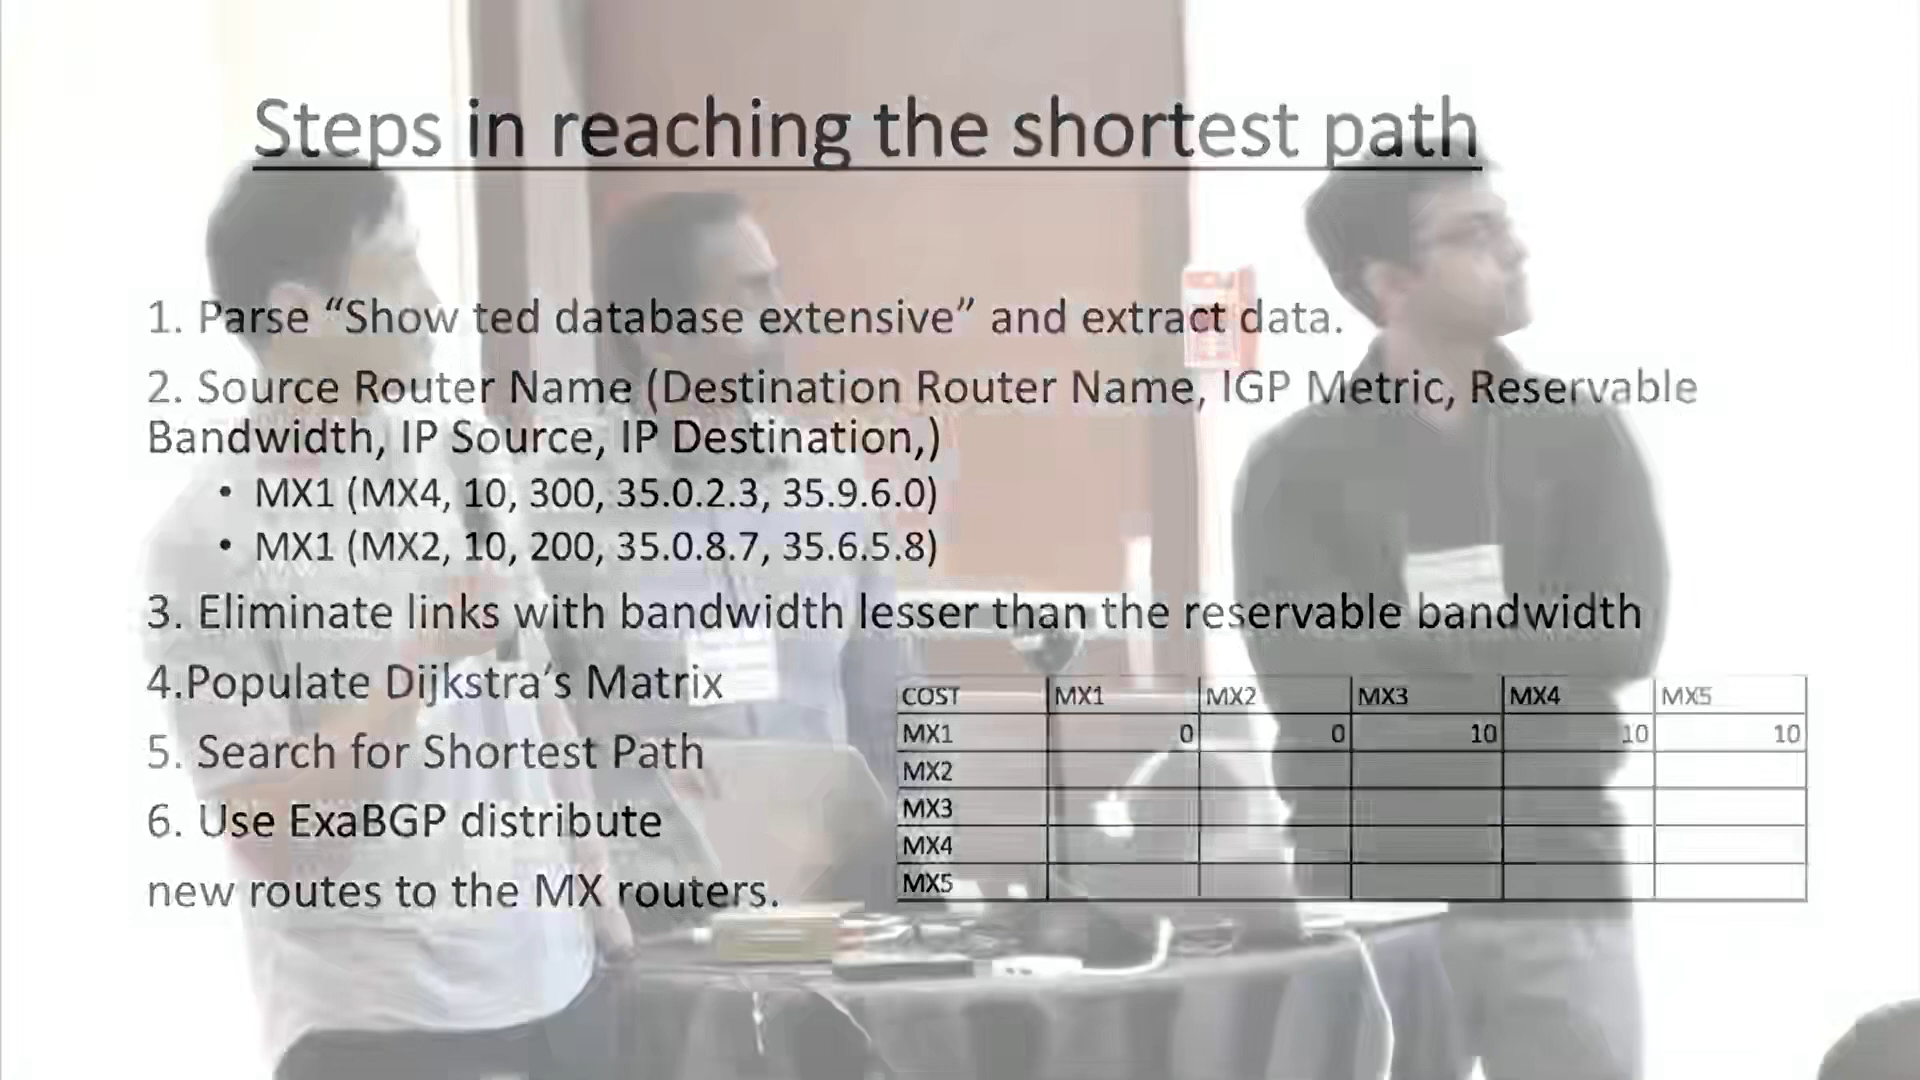 Steps in reaching the shortest path
1. Parse “Show ted database extensive” and extract data.
2. Source Router Name (Destination Router Name, IGP Metric, Reservable
Bandwidth, IP Source, IP Destination,)
• MX1 (MX4, 10, 300, 35.0.2.3, 35.9.6.0)
• MX1 (MX2, 10, 200, 35.0.8.7, 35.6.5.8)
3. Eliminate links with bandwidth lesser than the reservable bandwidth
4.Populate Dijkstra’s Matrix
5. Search for Shortest Path
6. Use ExaBGP distribute
new routes to the MX routers.
COST MX1 MX2 MX3 MX4 MX5
MX1 0 0 10 10 10
MX2
MX3
MX4
MX5